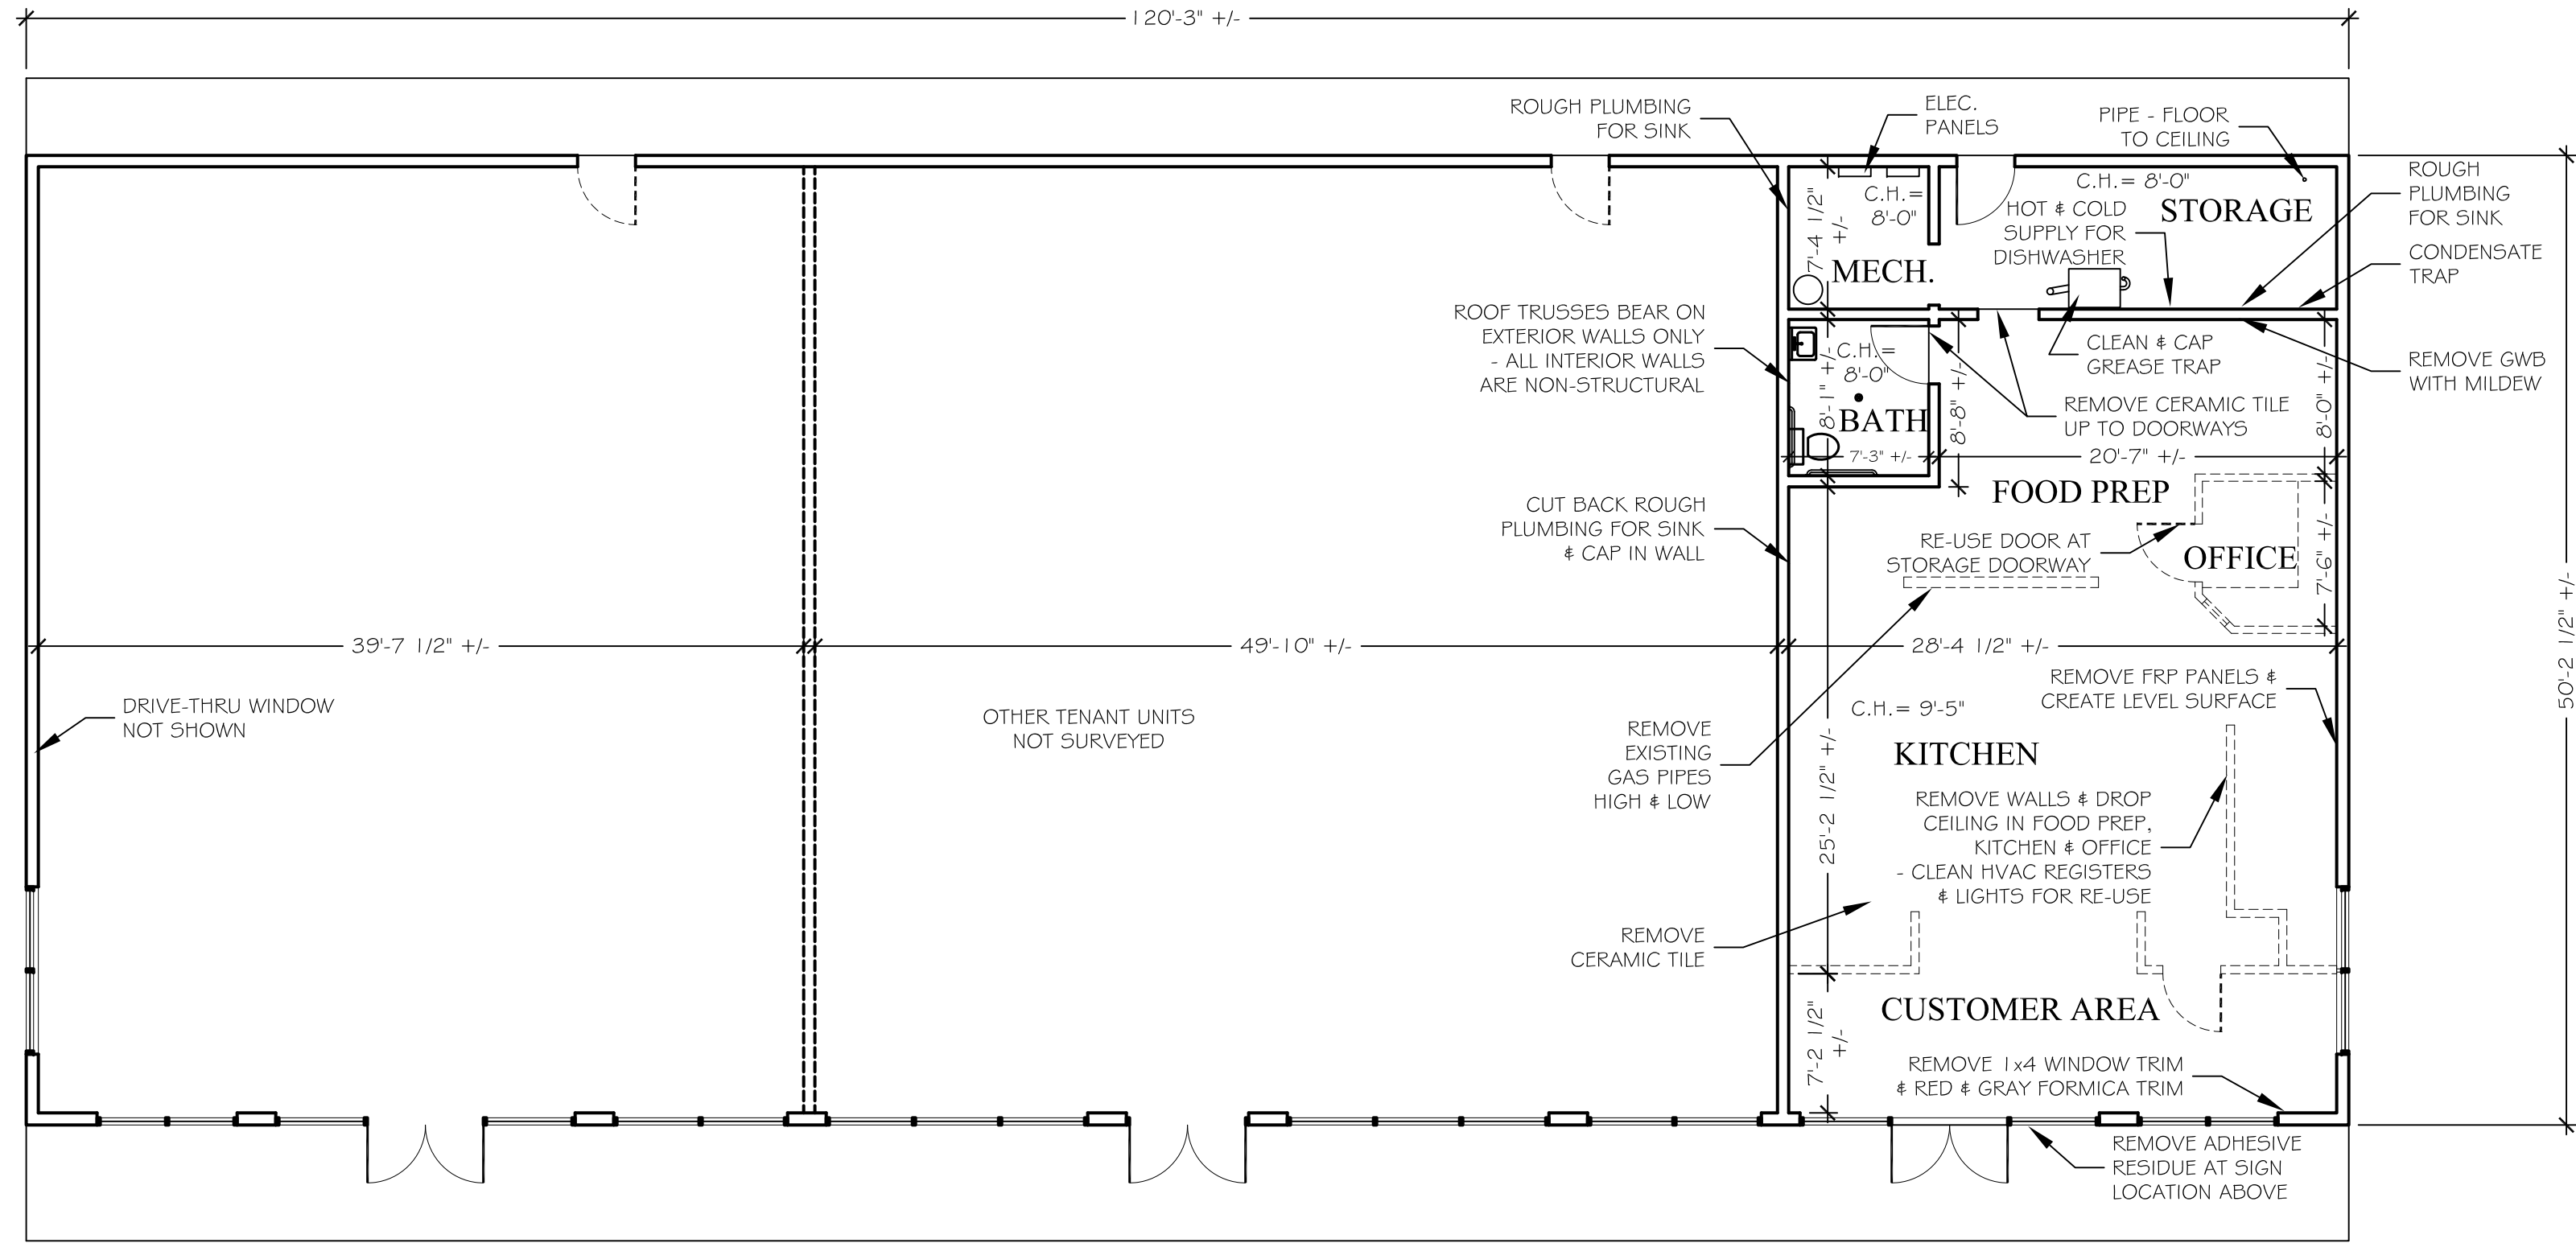 120'-3" +/-
ROUGH PLUMBING
FOR SINK
ELEC.
PANELS
PIPE - FLOOR
TO CEILING
ROUGH
PLUMBING
FOR SINK
CONDENSATE
TRAP
C.H.=
8'-0"
C.H.= 8'-0"
STORAGE
HOT & COLD
SUPPLY FOR
DISHWASHER
7'-4 1/2"
+/-
MECH.
ROOF TRUSSES BEAR ON
EXTERIOR WALLS ONLY
- ALL INTERIOR WALLS
ARE NON-STRUCTURAL
C.H.=
8'-0"
8'-1" +/-
BATH
8'-8" +/-
CLEAN & CAP
GREASE TRAP
REMOVE GWB
WITH MILDEW
REMOVE CERAMIC TILE
UP TO DOORWAYS
8'-0" +/-
7'-3" +/-
20'-7" +/-
FOOD PREP
CUT BACK ROUGH
PLUMBING FOR SINK
& CAP IN WALL
RE-USE DOOR AT
STORAGE DOORWAY
OFFICE
7'-6" +/-
50'-2 1/2" +/-
39'-7 1/2" +/-
49'-10" +/-
28'-4 1/2" +/-
DRIVE-THRU WINDOW
NOT SHOWN
OTHER TENANT UNITS
NOT SURVEYED
REMOVE FRP PANELS &
CREATE LEVEL SURFACE
C.H.= 9'-5"
REMOVE
EXISTING
GAS PIPES
HIGH & LOW
KITCHEN
25'-2 1/2" +/-
REMOVE WALLS & DROP
CEILING IN FOOD PREP,
KITCHEN & OFFICE
- CLEAN HVAC REGISTERS
& LIGHTS FOR RE-USE
REMOVE
CERAMIC TILE
CUSTOMER AREA
7'-2 1/2"
+/-
REMOVE 1x4 WINDOW TRIM
& RED & GRAY FORMICA TRIM
REMOVE ADHESIVE
RESIDUE AT SIGN
LOCATION ABOVE